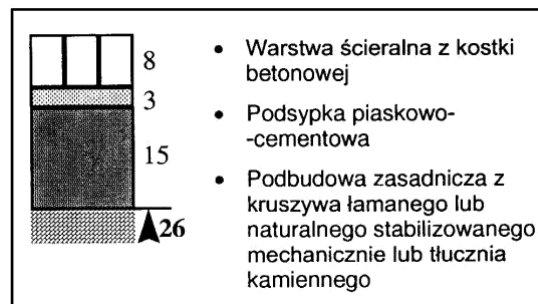 8
3
15
26
• Warstwa ścieralna z kostki
betonowej
• Podsypka piaskowo-
-cementowa
• Podbudowa zasadnicza z
kruszywa łamanego lub
naturalnego stabilizowanego
mechanicznie lub tłucznia
kamiennego